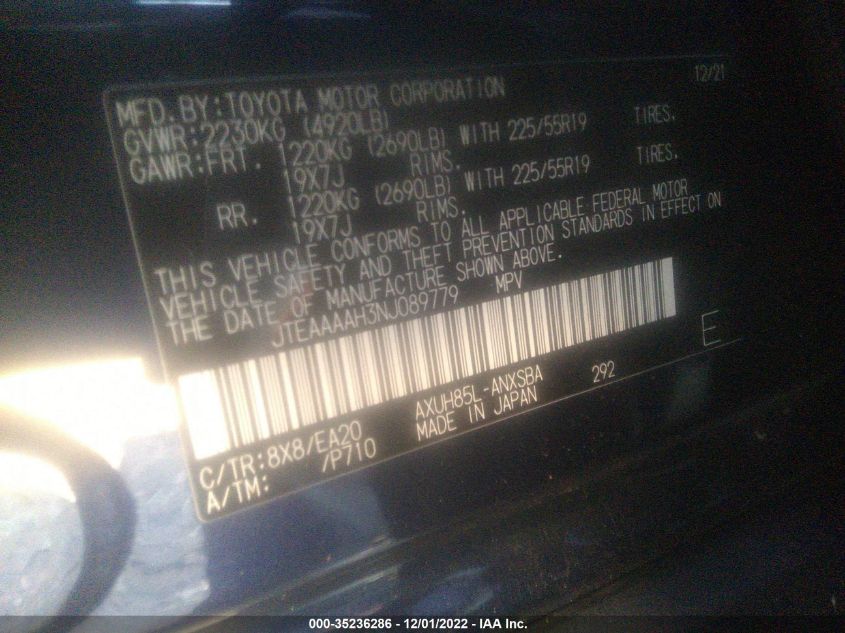 12/21
MFD. BY:TOYOTA MOTOR CORPORATION
GVWR:2230KG (4920LB)
GAWR:FRT. 1220KG (2690LB) WITH 225/55R19 TIRES,
19X7J RIMS.
RR. 1220KG (2690LB) WITH 225/55R19 TIRES,
19X7J RIMS.
THIS VEHICLE CONFORMS TO ALL APPLICABLE FEDERAL MOTOR
VEHICLE SAFETY AND THEFT PREVENTION STANDARDS IN EFFECT ON
THE DATE OF MANUFACTURE SHOWN ABOVE.
JTEAAAAH3NJ089779 MPV
E
C/TR:8X8/EA20 AXUH85L-ANXSBA 292
A/TM: /P710 MADE IN JAPAN
000-35236286 - 12/01/2022 - IAA Inc.